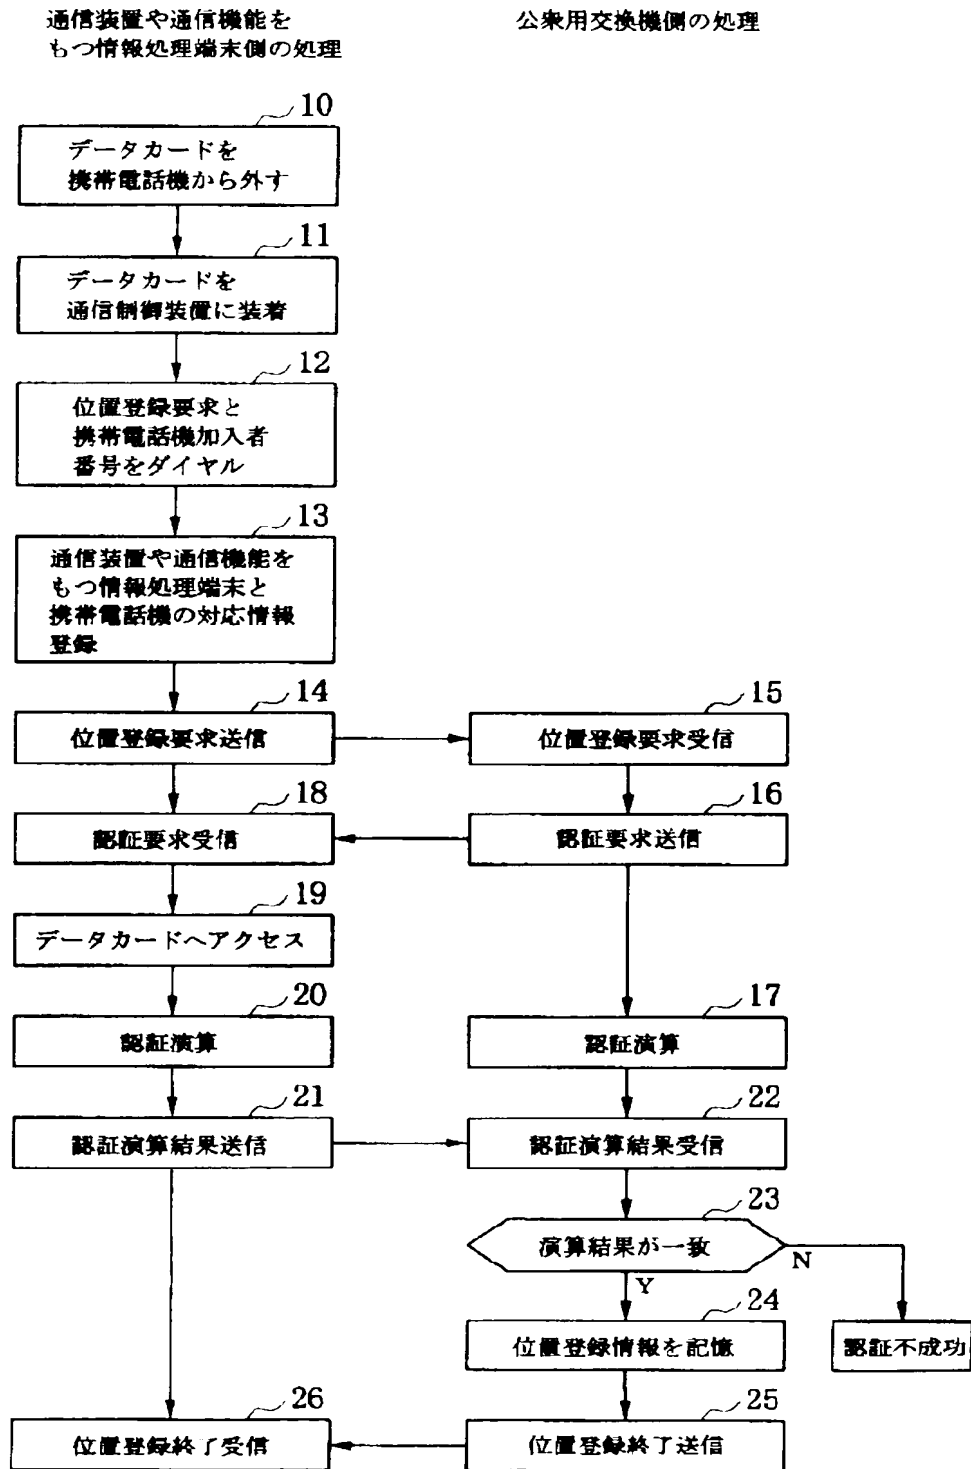 通信装置や通信機能を
もつ情報処理端末側の処理
公衆用交換機側の処理
10
データカードを
携帯電話機から外す
11
データカードを
通信制御装置に装着
12
位置登録要求と
携帯電話機加入者
番号をダイヤル
13
通信装置や通信機能を
もつ情報処理端末と
携帯電話機の対応情報
登録
14
位置登録要求送信
15
位置登録要求受信
18
認証要求受信
16
認証要求送信
19
データカードへアクセス
20
認証演算
17
認証演算
21
認証演算結果送信
22
認証演算結果受信
23
演算結果が一致
N
Y
24
位置登録情報を記憶
認証不成功
26
位置登録終了受信
25
位置登録終了送信